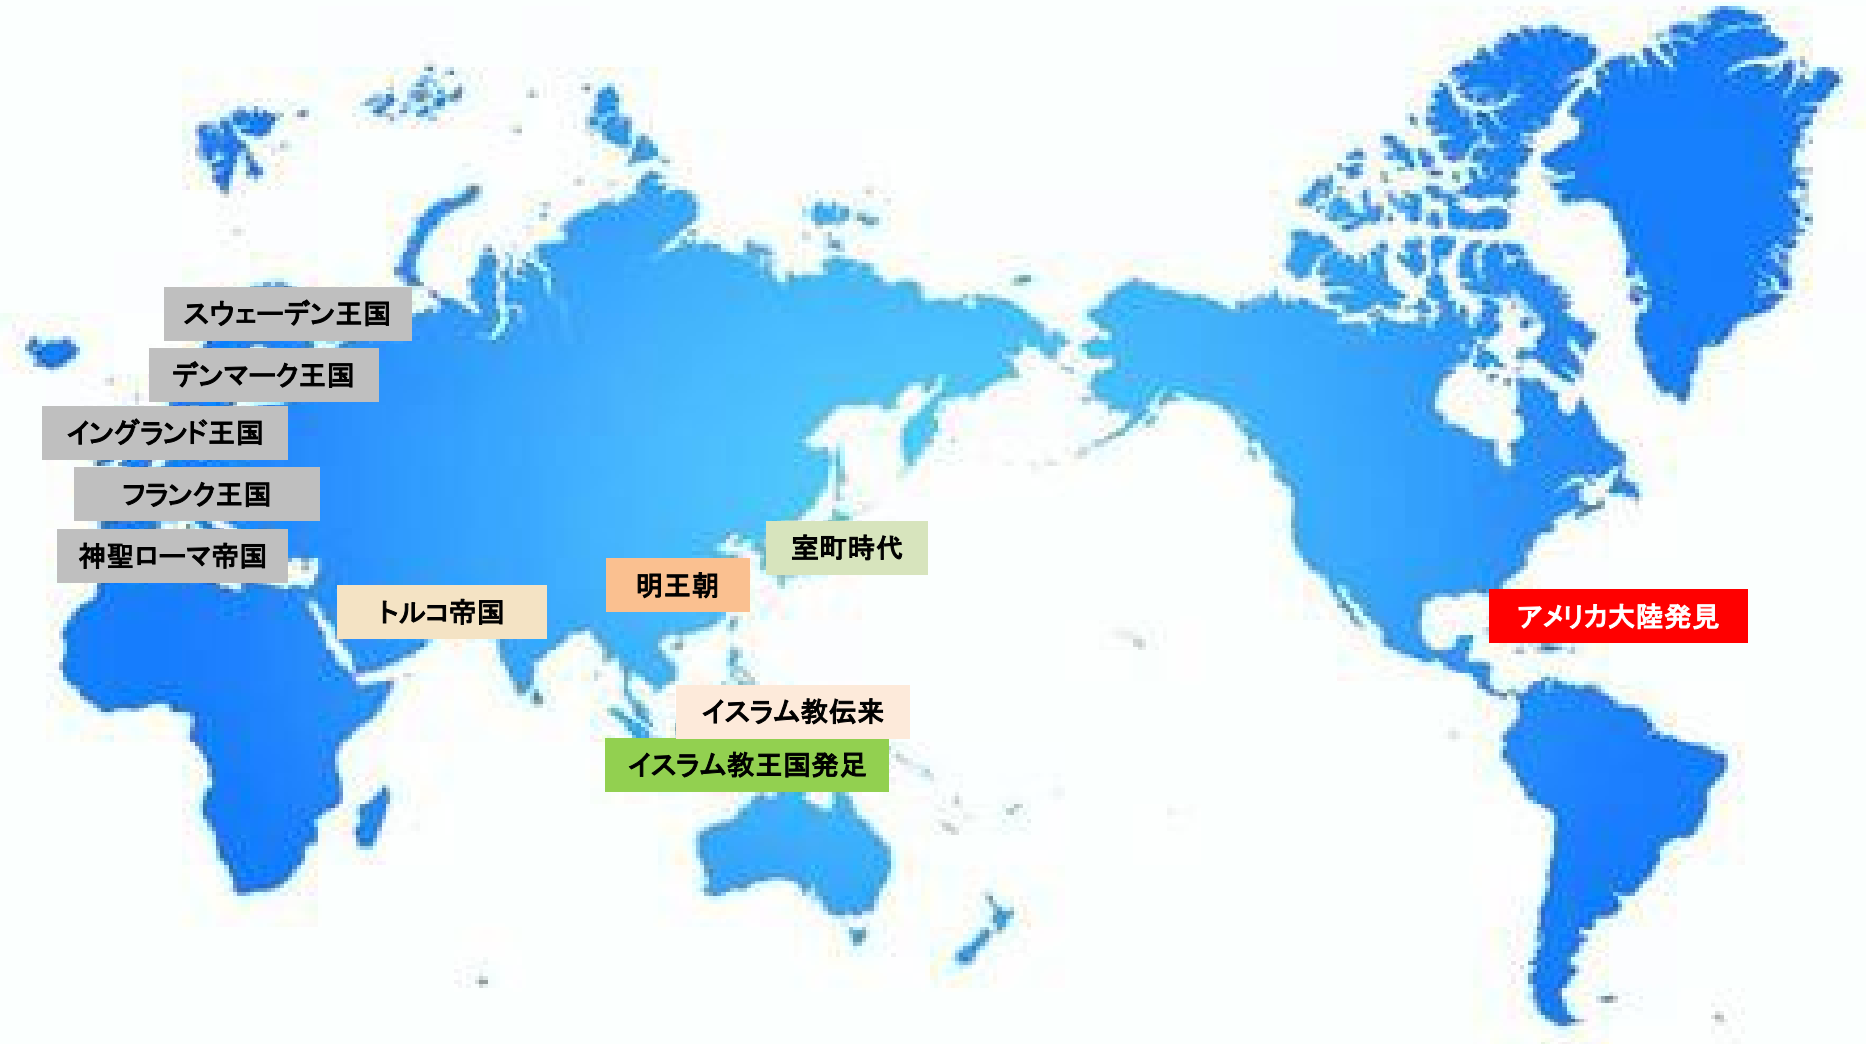 スウェーデン王国
デンマーク王国
イングランド王国
フランク王国
神聖ローマ帝国
トルコ帝国
明王朝
室町時代
アメリカ大陸発見
イスラム教伝来
イスラム教王国発足